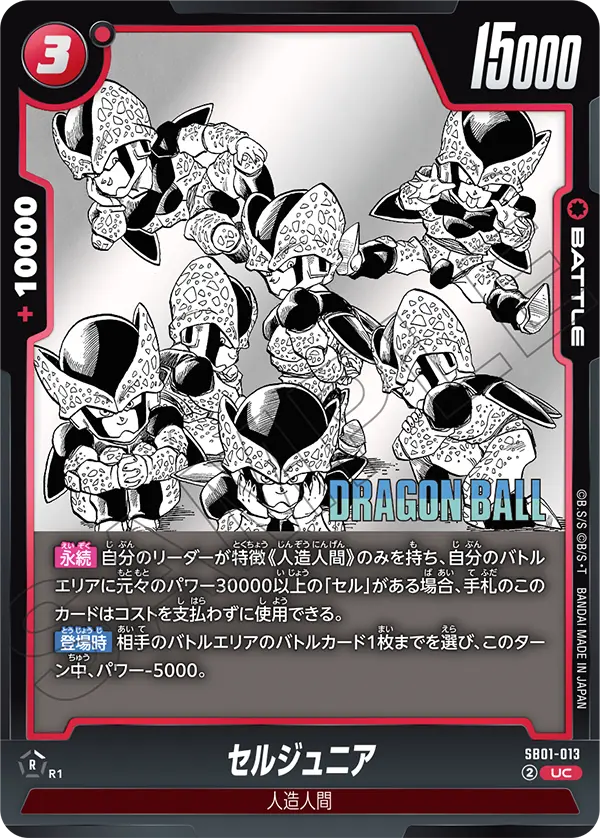 3
15000
+10000
BATTLE
DRAGON BALL
永続 自分のリーダーが特徴《人造人間》のみを持ち、自分のバトル
エリアに元々のパワー30000以上の「セル」がある場合、手札のこの
カードはコストを支払わずに使用できる。
登場時 相手のバトルエリアのバトルカード1枚までを選び、このター
ン中、パワー-5000。
©B.S/S ©B/S・T BANDAI MADE IN JAPAN
SAMPLE
R R1
セルジュニア
SB01-013
② UC
人造人間